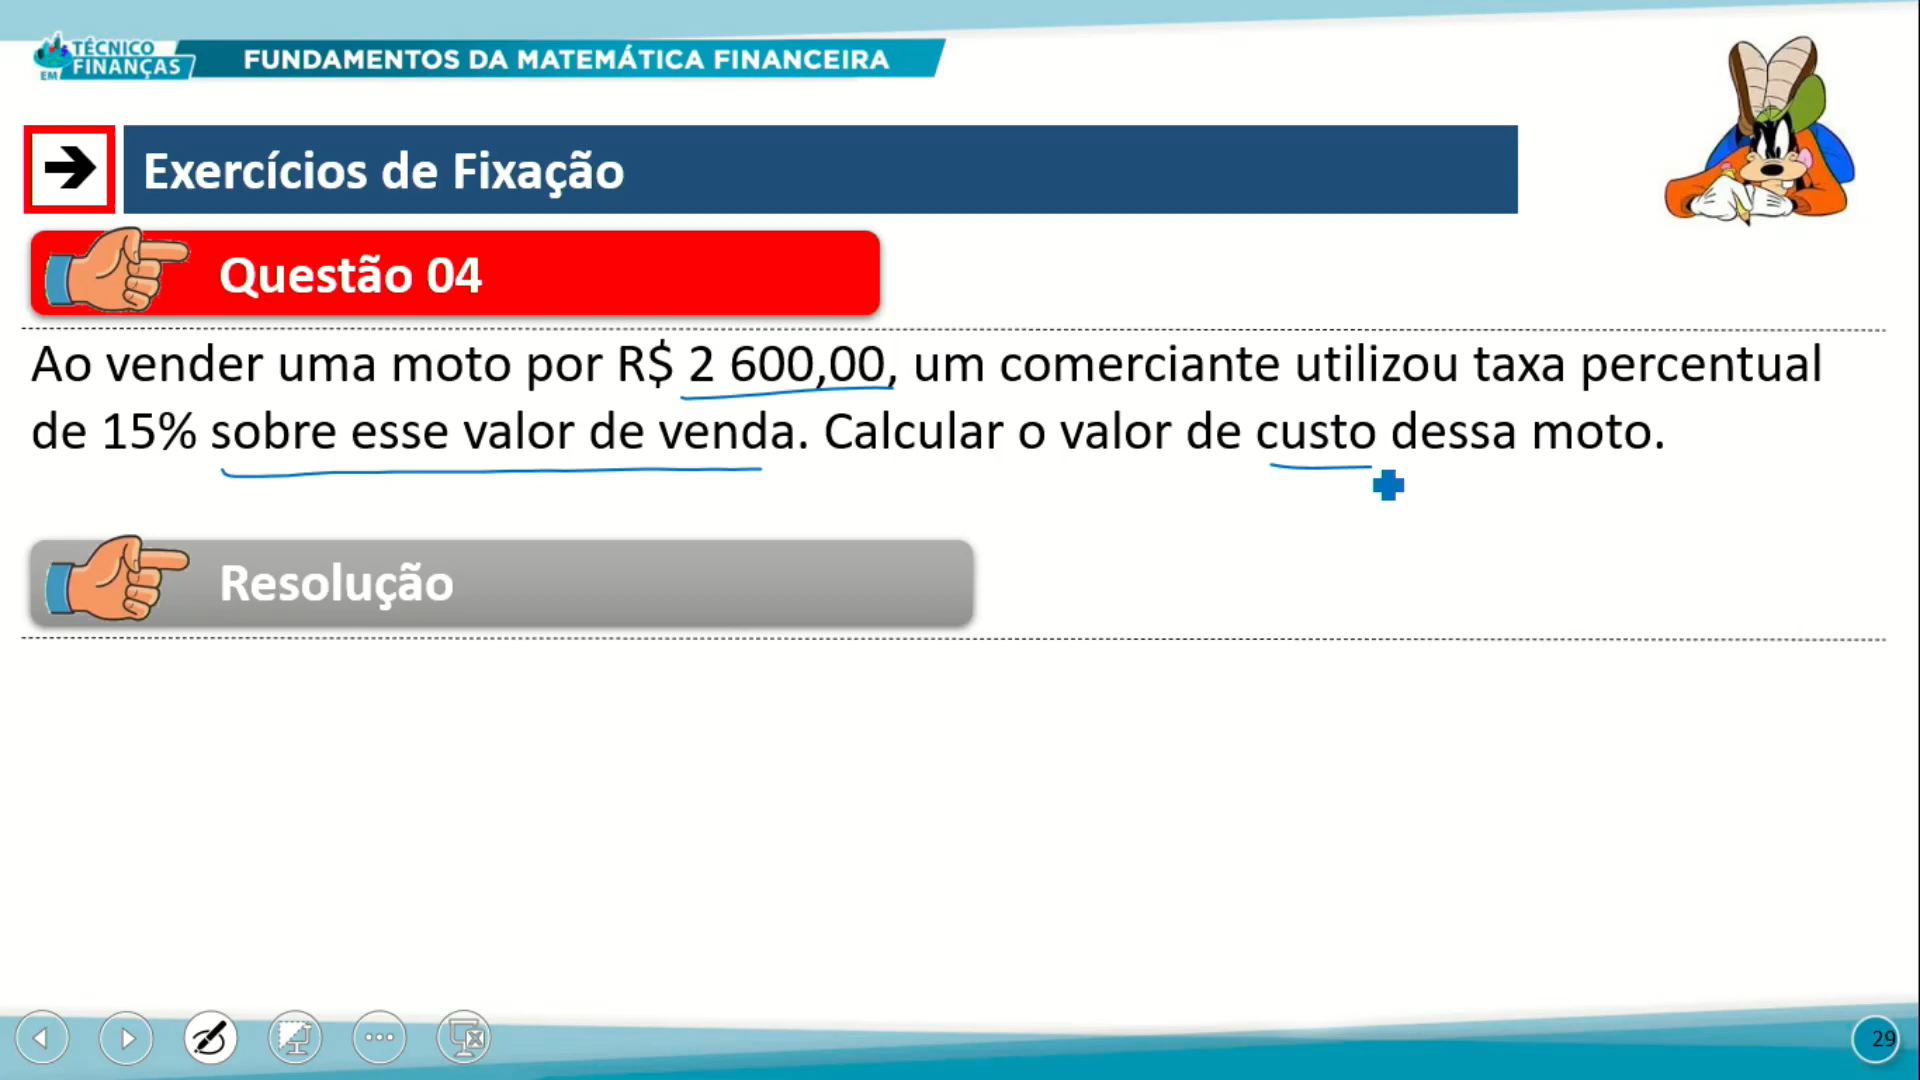 TÉCNICO
EM FINANÇAS
FUNDAMENTOS DA MATEMÁTICA FINANCEIRA
Exercícios de Fixação
Questão 04
Ao vender uma moto por R$ 2 600,00, um comerciante utilizou taxa percentual
de 15% sobre esse valor de venda. Calcular o valor de custo dessa moto.
Resolução
29